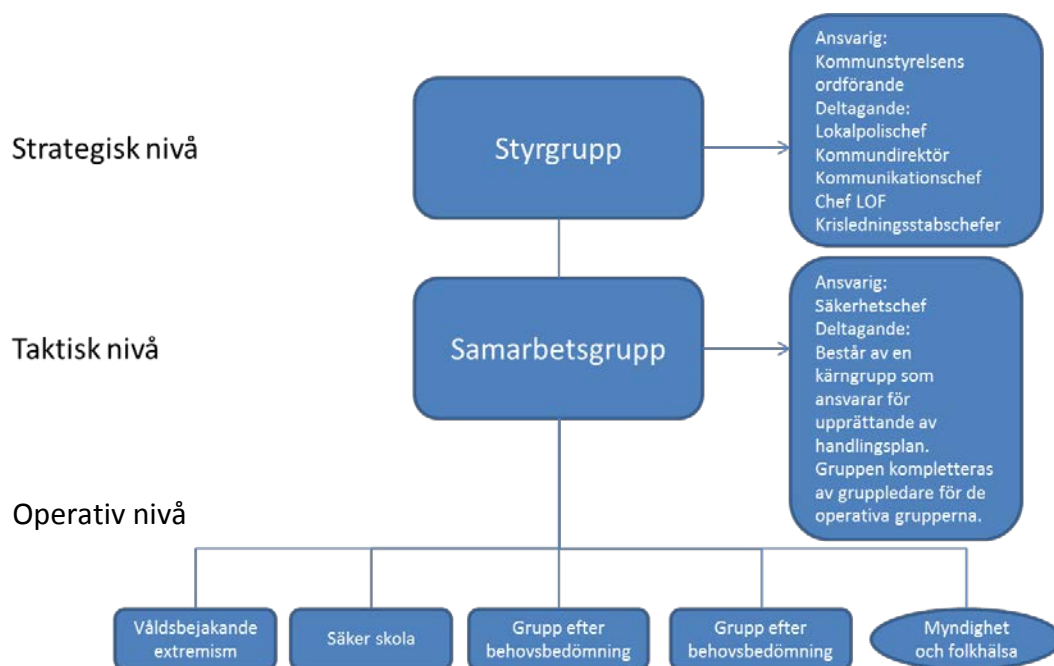 Strategisk nivå
Styrgrupp
Ansvarig:
Kommunstyrelsens
ordförande
Deltagande:
Lokalpolischef
Kommundirektör
Kommunikationschef
Chef LOF
Krisledningsstabschefer
Taktisk nivå
Samarbetsgrupp
Ansvarig:
Säkerhetschef
Deltagande:
Består av en
kärngrupp som
ansvarar för
upprättande av
handlingsplan.
Gruppen kompletteras
av gruppledare för de
operativa grupperna.
Operativ nivå
Våldsbejakande
extremism
Säker skola
Grupp efter
behovsbedömning
Grupp efter
behovsbedömning
Myndighet
och folkhälsa